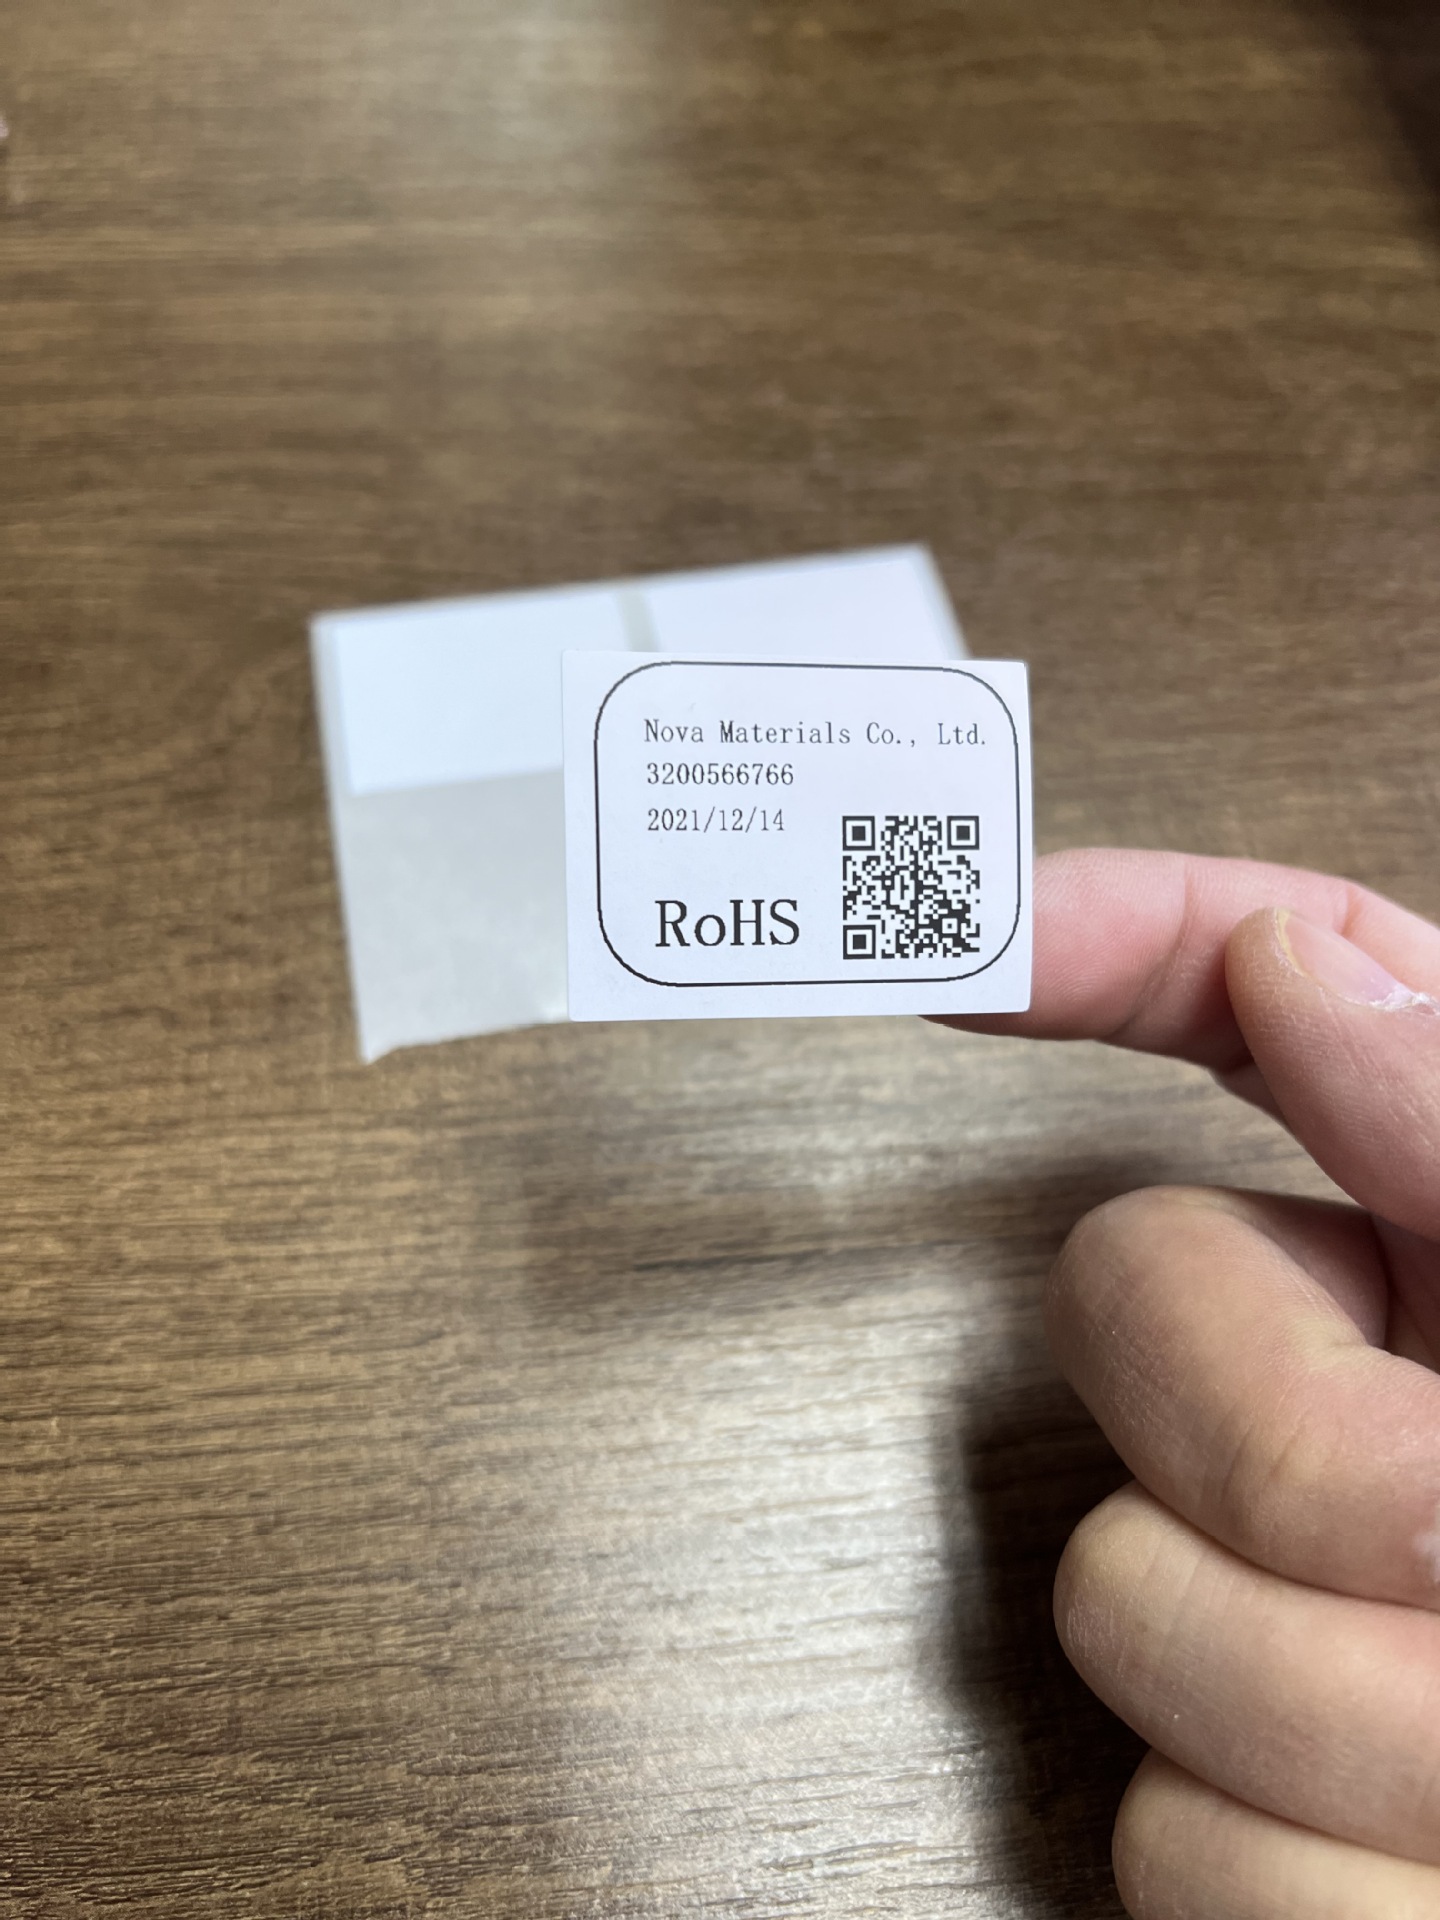 Nova Materials Co., Ltd.
3200566766
2021/12/14
RoHS